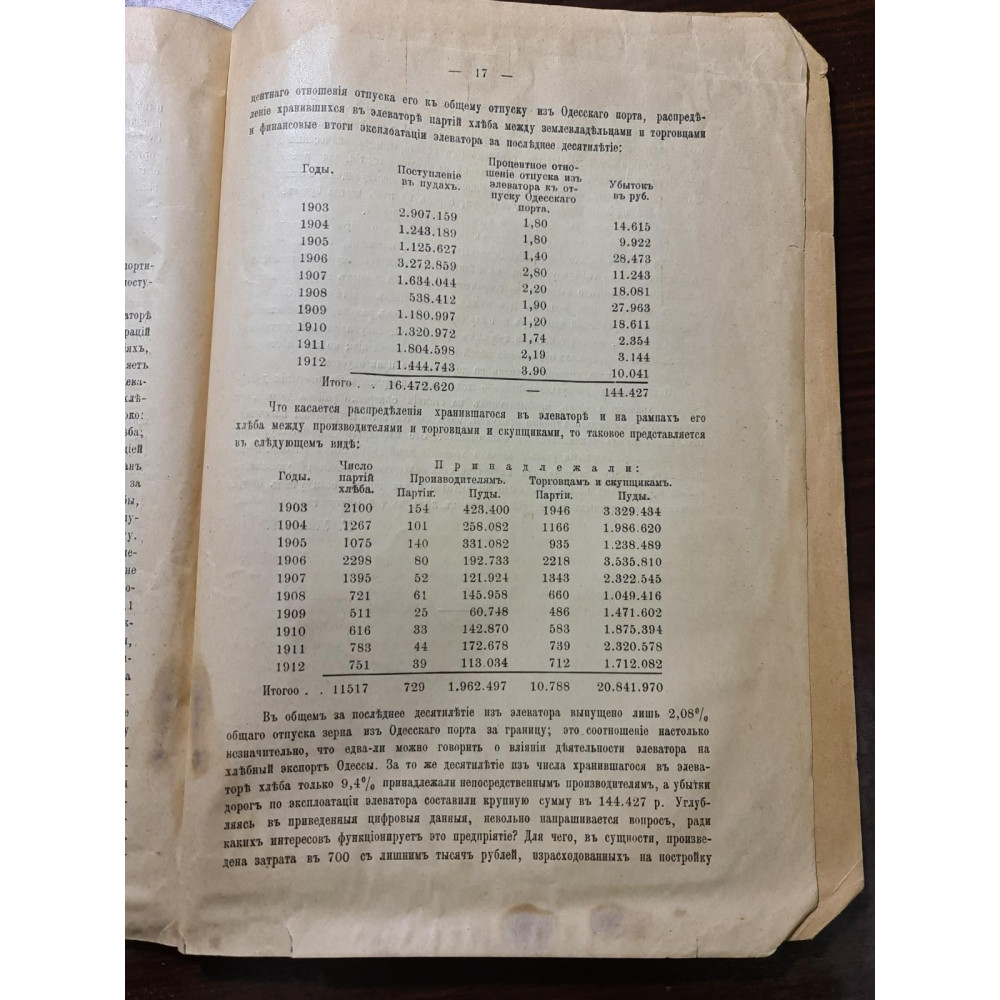 — 17 —
центнаго отношенія отпуска его къ общему отпуску изъ Одесскаго порта, распредѣ-
леніе хранившихся въ элеваторѣ партій хлѣба между землевладѣльцами и торговцами
и финансовые итоги эксплоатаціи элеватора за послѣднее десятилѣтіе:
Годы. Поступленіе въ пудахъ. Процентное отно-шеніе отпуска изъ элеватора къ от-пуску Одесскаго порта. Убытокъ въ руб.
1903 2.907.159 1,80 14.615
1904 1.243.189 1,80 9.922
1905 1.125.627 1,40 28.473
1906 3.272.859 2,80 11.243
1907 1.634.044 2,20 18.081
1908 538.412 1,90 27.963
1909 1.180.997 1,20 18.611
1910 1.320.972 1,74 2.354
1911 1.804.598 2,19 3.144
1912 1.444.743 3.90 10.041
Итого . . 16.472.620 — 144.427
Что касается распредѣленія хранившагося въ элеваторѣ и на рампахъ его
хлѣба между производителями и торговцами и скупщиками, то таковое представляется
въ слѣдующемъ видѣ:
Годы. Число партій хлѣба. Принадлежали:
Производителямъ. Торговцамъ и скупщикамъ.
Партіи. Пуды. Партіи. Пуды.
1903 2100 154 423.400 1946 3.329.434
1904 1267 101 258.082 1166 1.986.620
1905 1075 140 331.082 935 1.238.489
1906 2298 80 192.733 2218 3.535.810
1907 1395 52 121.924 1343 2.322.545
1908 721 61 145.958 660 1.049.416
1909 511 25 60.748 486 1.471.602
1910 616 33 142.870 583 1.875.394
1911 783 44 172.678 739 2.320.578
1912 751 39 113.034 712 1.712.082
Итогоо . . 11517 729 1.962.497 10.788 20.841.970
Въ общемъ за послѣднее десятилѣтіе изъ элеватора выпущено лишь 2,08%
общаго отпуска зерна изъ Одесскаго порта за границу; это соотношеніе настолько
незначительно, что едва-ли можно говорить о вліяніи дѣятельности элеватора на
хлѣбный экспортъ Одессы. За то же десятилѣтіе изъ числа хранившагося въ элева-
торѣ хлѣба только 9,4% принадлежали непосредственнымъ производителямъ, а убытки
дорогъ по эксплоатаціи элеватора составили крупную сумму въ 144.427 р. Углуб-
ляясь въ приведенныя цифровыя данныя, невольно напрашивается вопросъ, ради
какихъ интересовъ функціонируетъ это предпріятіе? Для чего, въ сущности, произве-
дена затрата въ 700 съ лишнимъ тысячъ рублей, израсходованныхъ на постройку